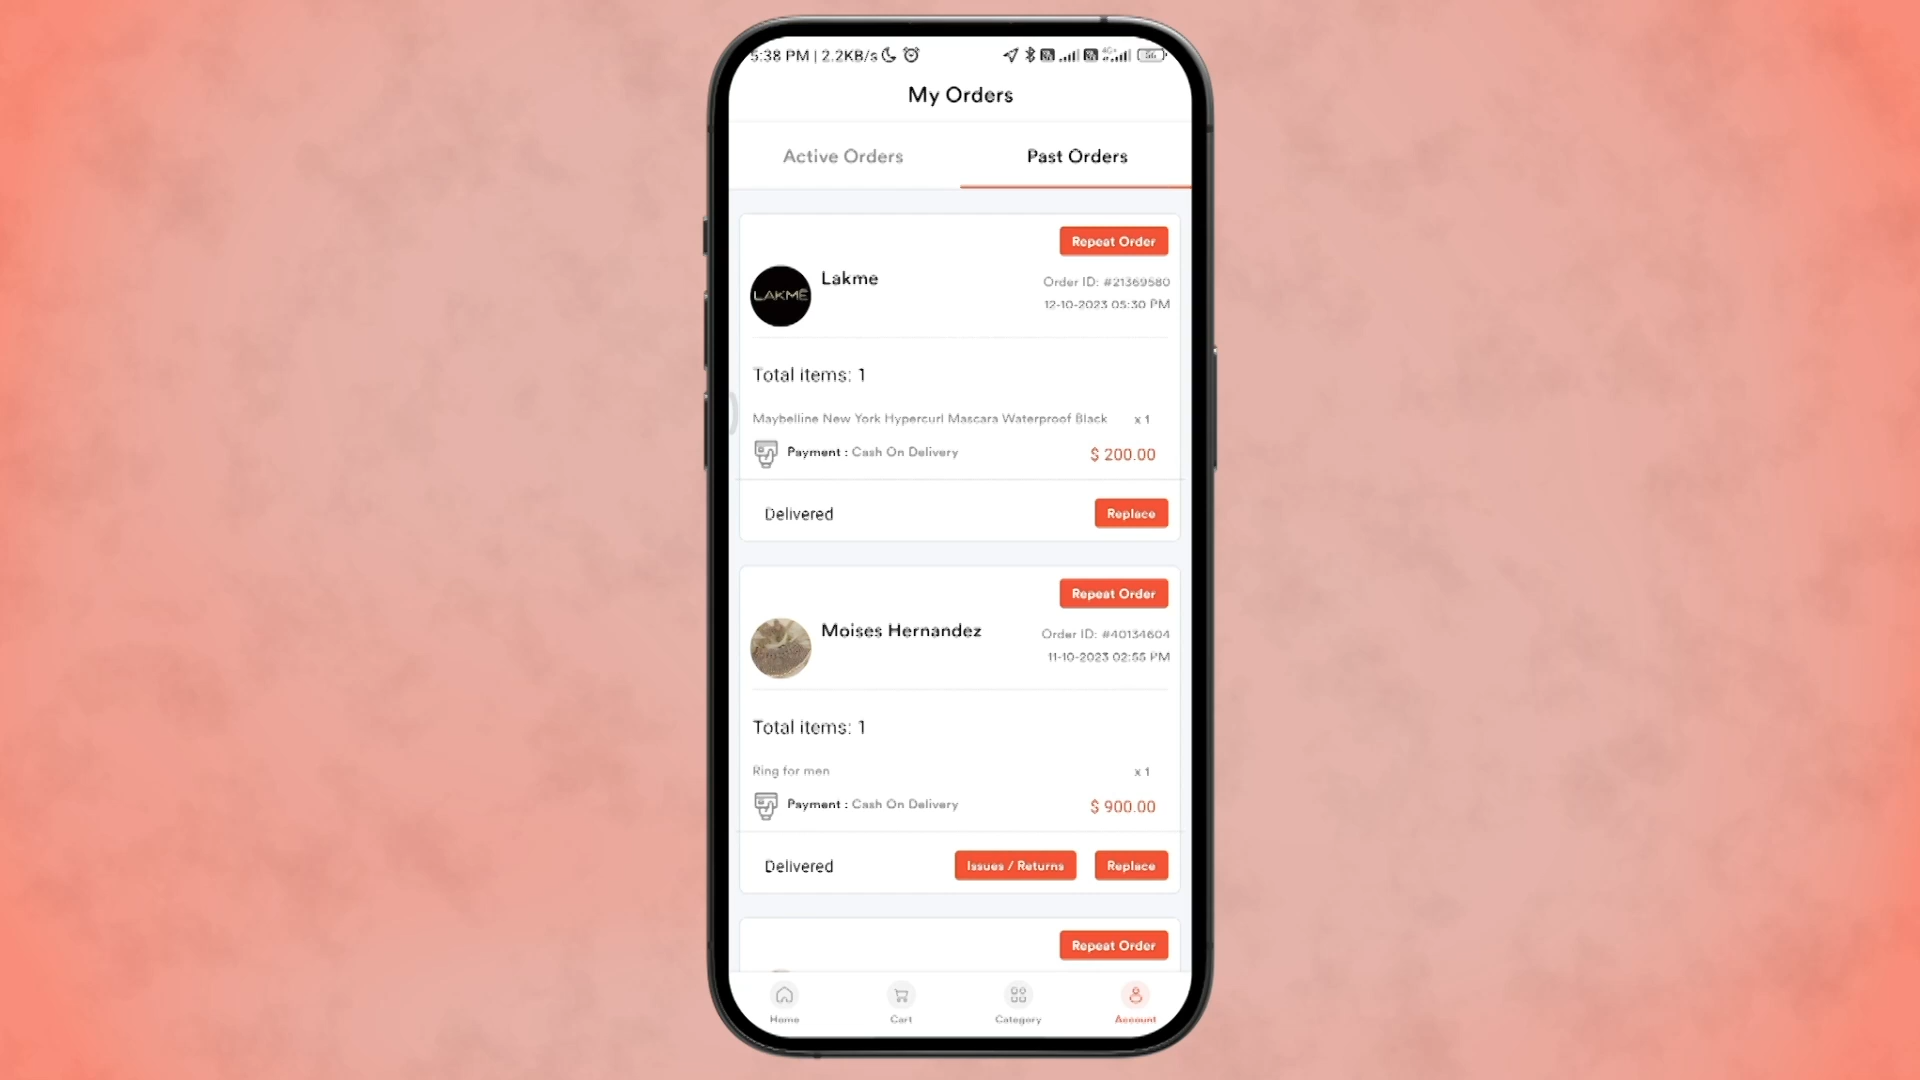 5:38 PM | 2.2KB/s
56
My Orders
Active Orders
Past Orders
Repeat Order
LAKMÉ
Lakme
Order ID: #21369580
12-10-2023 05:30 PM
Total items: 1
Maybelline New York Hypercurl Mascara Waterproof Black x 1
Payment : Cash On Delivery $ 200.00
Delivered
Replace
Repeat Order
Moises Hernandez
Order ID: #40134604
11-10-2023 02:55 PM
Total items: 1
Ring for men x 1
Payment : Cash On Delivery $ 900.00
Delivered
Issues / Returns
Replace
Repeat Order
Home
Cart
Category
Account